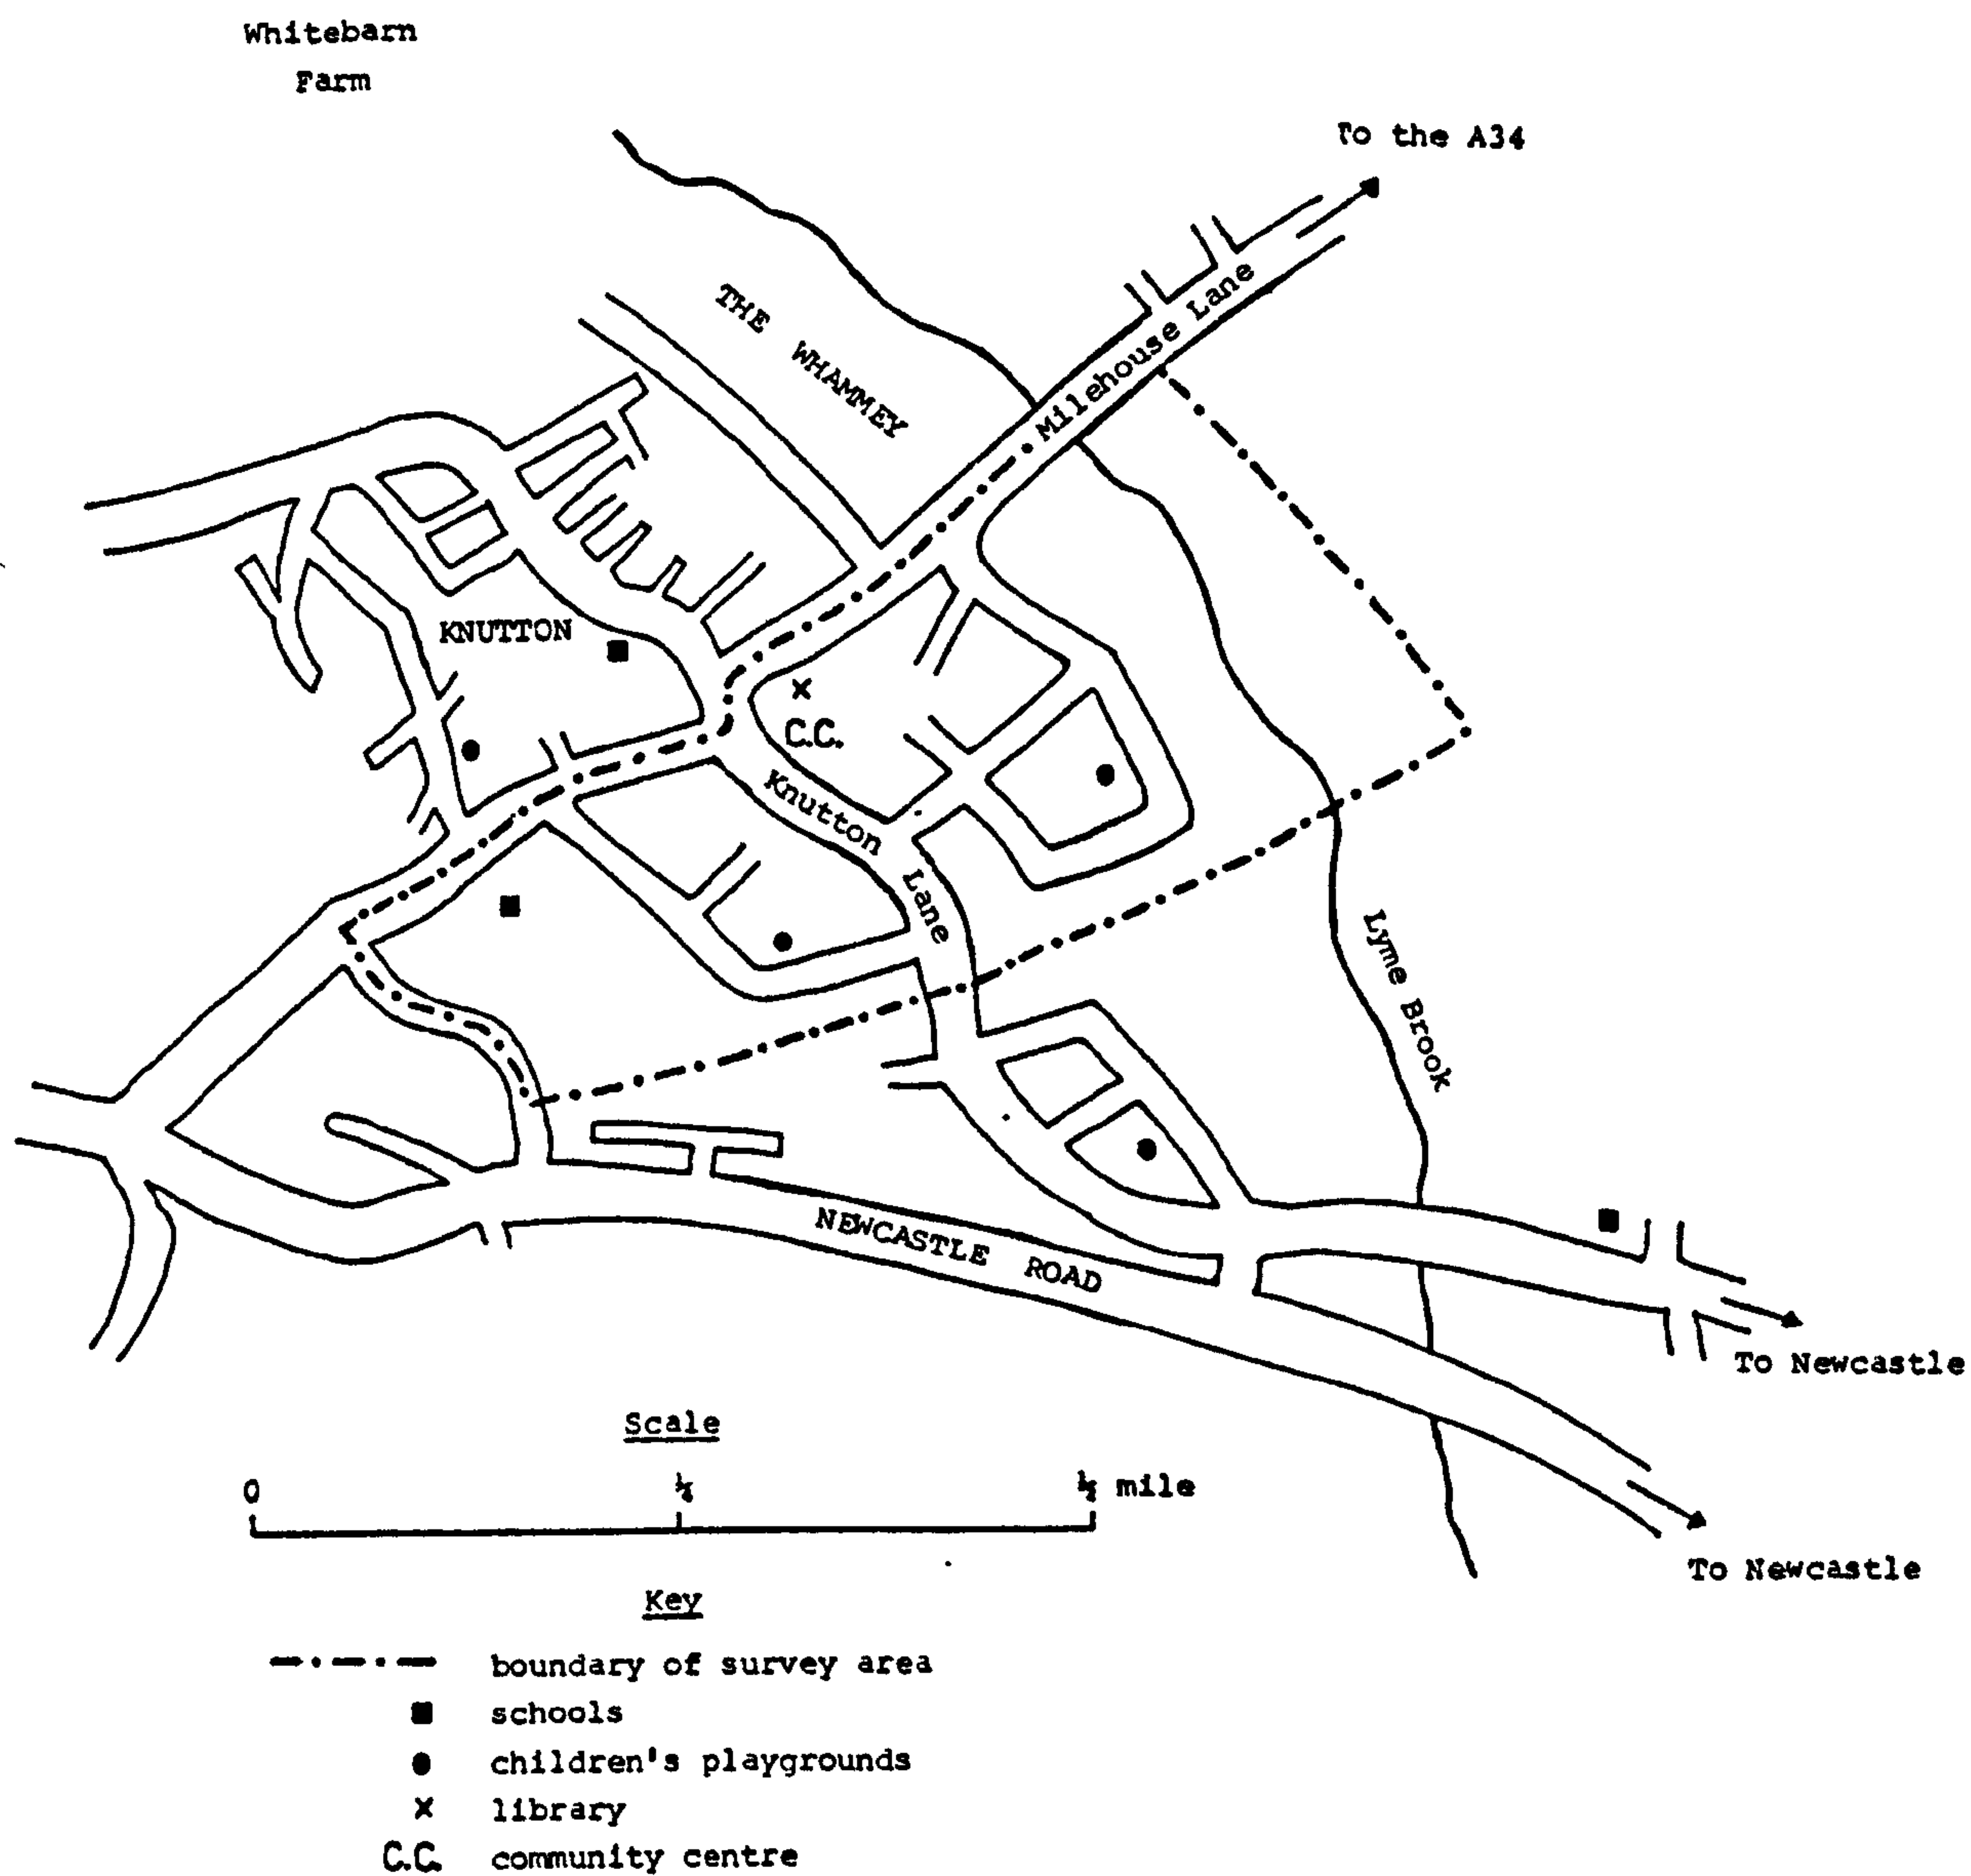 Whitebarn
Farm
To the A34
THE WHAMMEY
Milehouse Lane
KNUTTON
C.C.
Knutton
Lane
Lyme Brook
NEWCASTLE ROAD
To Newcastle
To Newcastle
Scale
0 ¼ ½ mile
Key
boundary of survey area
schools
children's playgrounds
x library
C.C. community centre